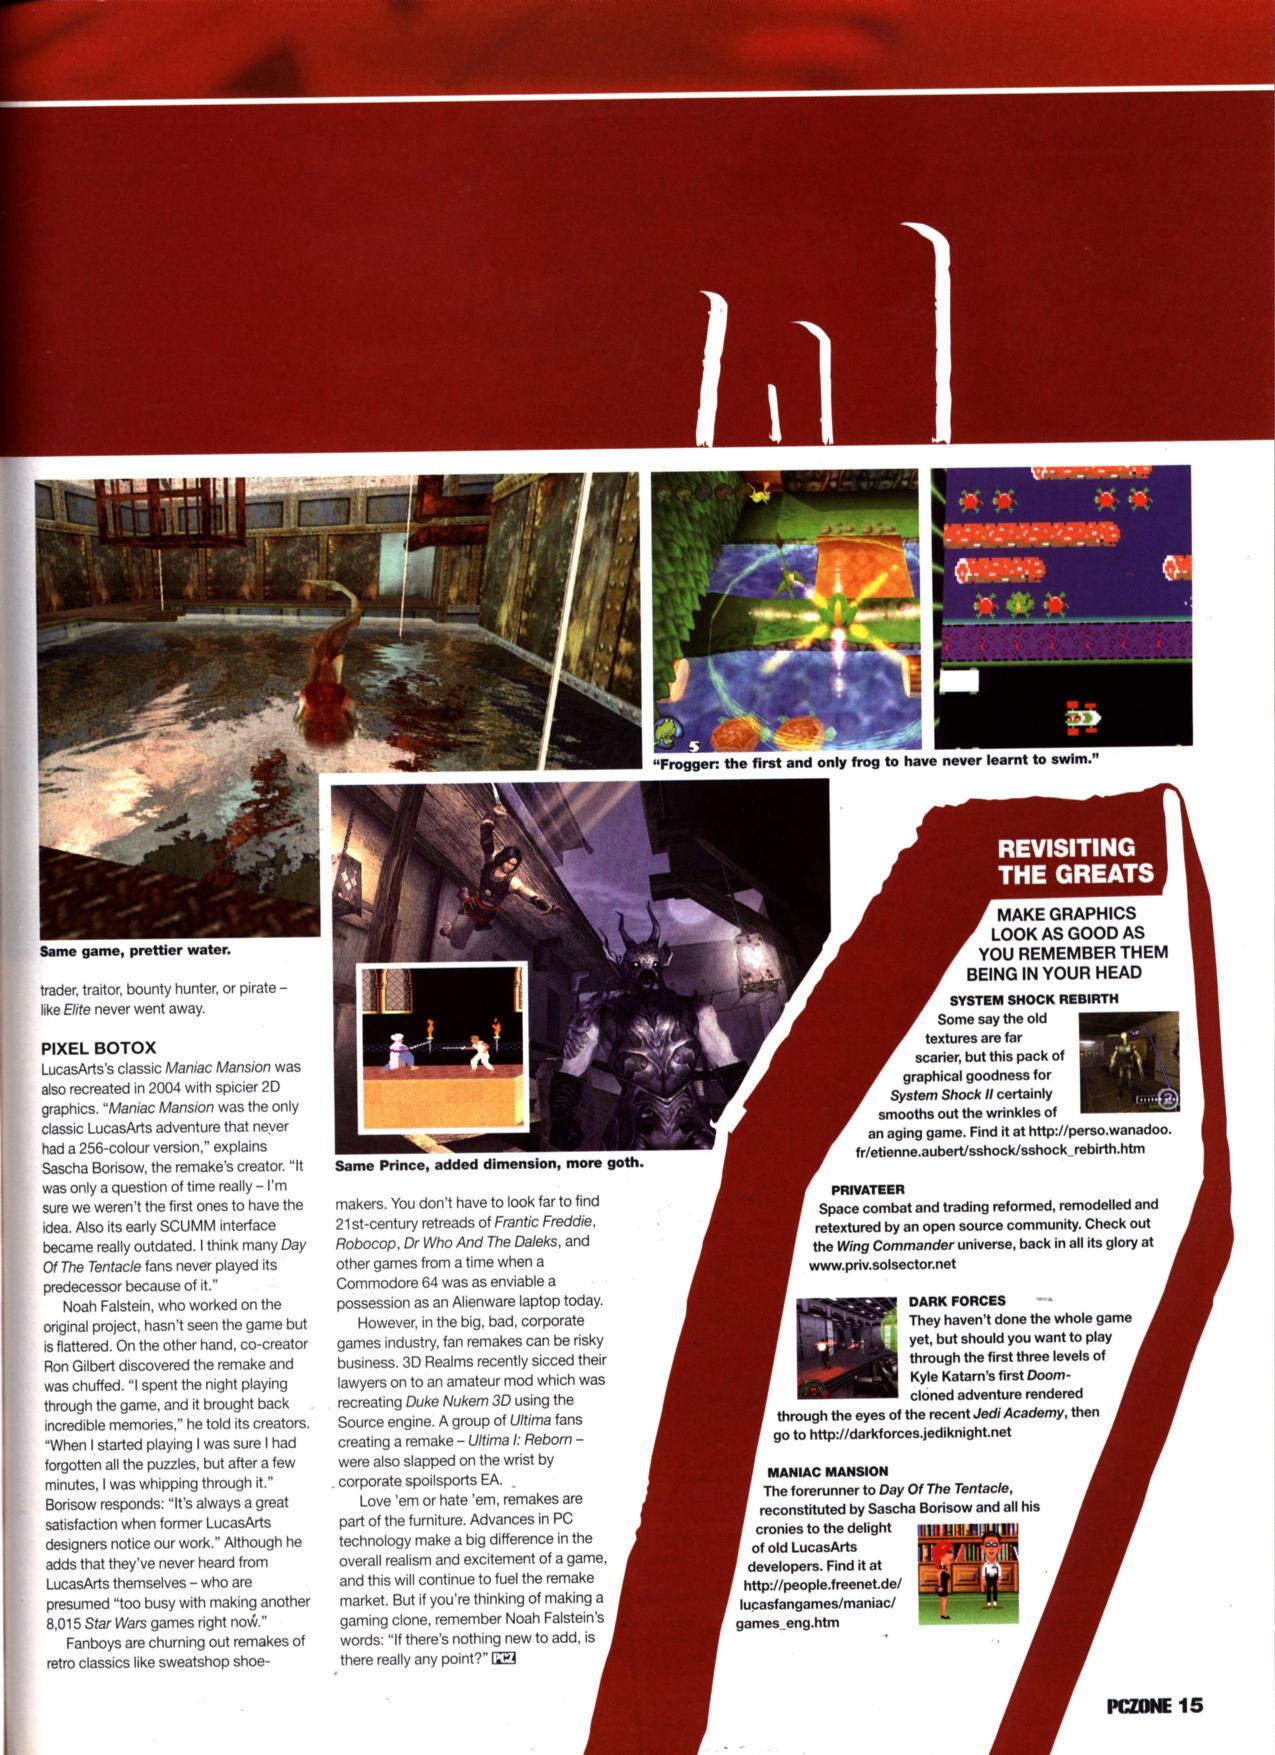 5
"Frogger: the first and only frog to have never learnt to swim."
Same game, prettier water.
trader, traitor, bounty hunter, or pirate –
like Elite never went away.
PIXEL BOTOX
LucasArts's classic Maniac Mansion was
also recreated in 2004 with spicier 2D
graphics. "Maniac Mansion was the only
classic LucasArts adventure that never
had a 256-colour version," explains
Sascha Borisow, the remake's creator. "It
was only a question of time really – I'm
sure we weren't the first ones to have the
idea. Also its early SCUMM interface
became really outdated. I think many Day
Of The Tentacle fans never played its
predecessor because of it."
Noah Falstein, who worked on the
original project, hasn't seen the game but
is flattered. On the other hand, co-creator
Ron Gilbert discovered the remake and
was chuffed. "I spent the night playing
through the game, and it brought back
incredible memories," he told its creators.
"When I started playing I was sure I had
forgotten all the puzzles, but after a few
minutes, I was whipping through it."
Borisow responds: "It's always a great
satisfaction when former LucasArts
designers notice our work." Although he
adds that they've never heard from
LucasArts themselves – who are
presumed "too busy with making another
8,015 Star Wars games right now."
Fanboys are churning out remakes of
retro classics like sweatshop shoe-
Same Prince, added dimension, more goth.
makers. You don't have to look far to find
21st-century retreads of Frantic Freddie,
Robocop, Dr Who And The Daleks, and
other games from a time when a
Commodore 64 was as enviable a
possession as an Alienware laptop today.
However, in the big, bad, corporate
games industry, fan remakes can be risky
business. 3D Realms recently sicced their
lawyers on to an amateur mod which was
recreating Duke Nukem 3D using the
Source engine. A group of Ultima fans
creating a remake – Ultima I: Reborn –
were also slapped on the wrist by
corporate spoilsports EA.
Love 'em or hate 'em, remakes are
part of the furniture. Advances in PC
technology make a big difference in the
overall realism and excitement of a game,
and this will continue to fuel the remake
market. But if you're thinking of making a
gaming clone, remember Noah Falstein's
words: "If there's nothing new to add, is
there really any point?" PCZ
REVISITING
THE GREATS
MAKE GRAPHICS
LOOK AS GOOD AS
YOU REMEMBER THEM
BEING IN YOUR HEAD
SYSTEM SHOCK REBIRTH
Some say the old
textures are far
scarier, but this pack of
graphical goodness for
System Shock II certainly
smooths out the wrinkles of
an aging game. Find it at http://perso.wanadoo.
fr/etienne.aubert/sshock/sshock_rebirth.htm
PRIVATEER
Space combat and trading reformed, remodelled and
retextured by an open source community. Check out
the Wing Commander universe, back in all its glory at
www.priv.solsector.net
DARK FORCES
They haven't done the whole game
yet, but should you want to play
through the first three levels of
Kyle Katarn's first Doom-
cloned adventure rendered
through the eyes of the recent Jedi Academy, then
go to http://darkforces.jediknight.net
MANIAC MANSION
The forerunner to Day Of The Tentacle,
reconstituted by Sascha Borisow and all his
cronies to the delight
of old LucasArts
developers. Find it at
http://people.freenet.de/
lucasfangames/maniac/
games_eng.htm
PCZONE 15